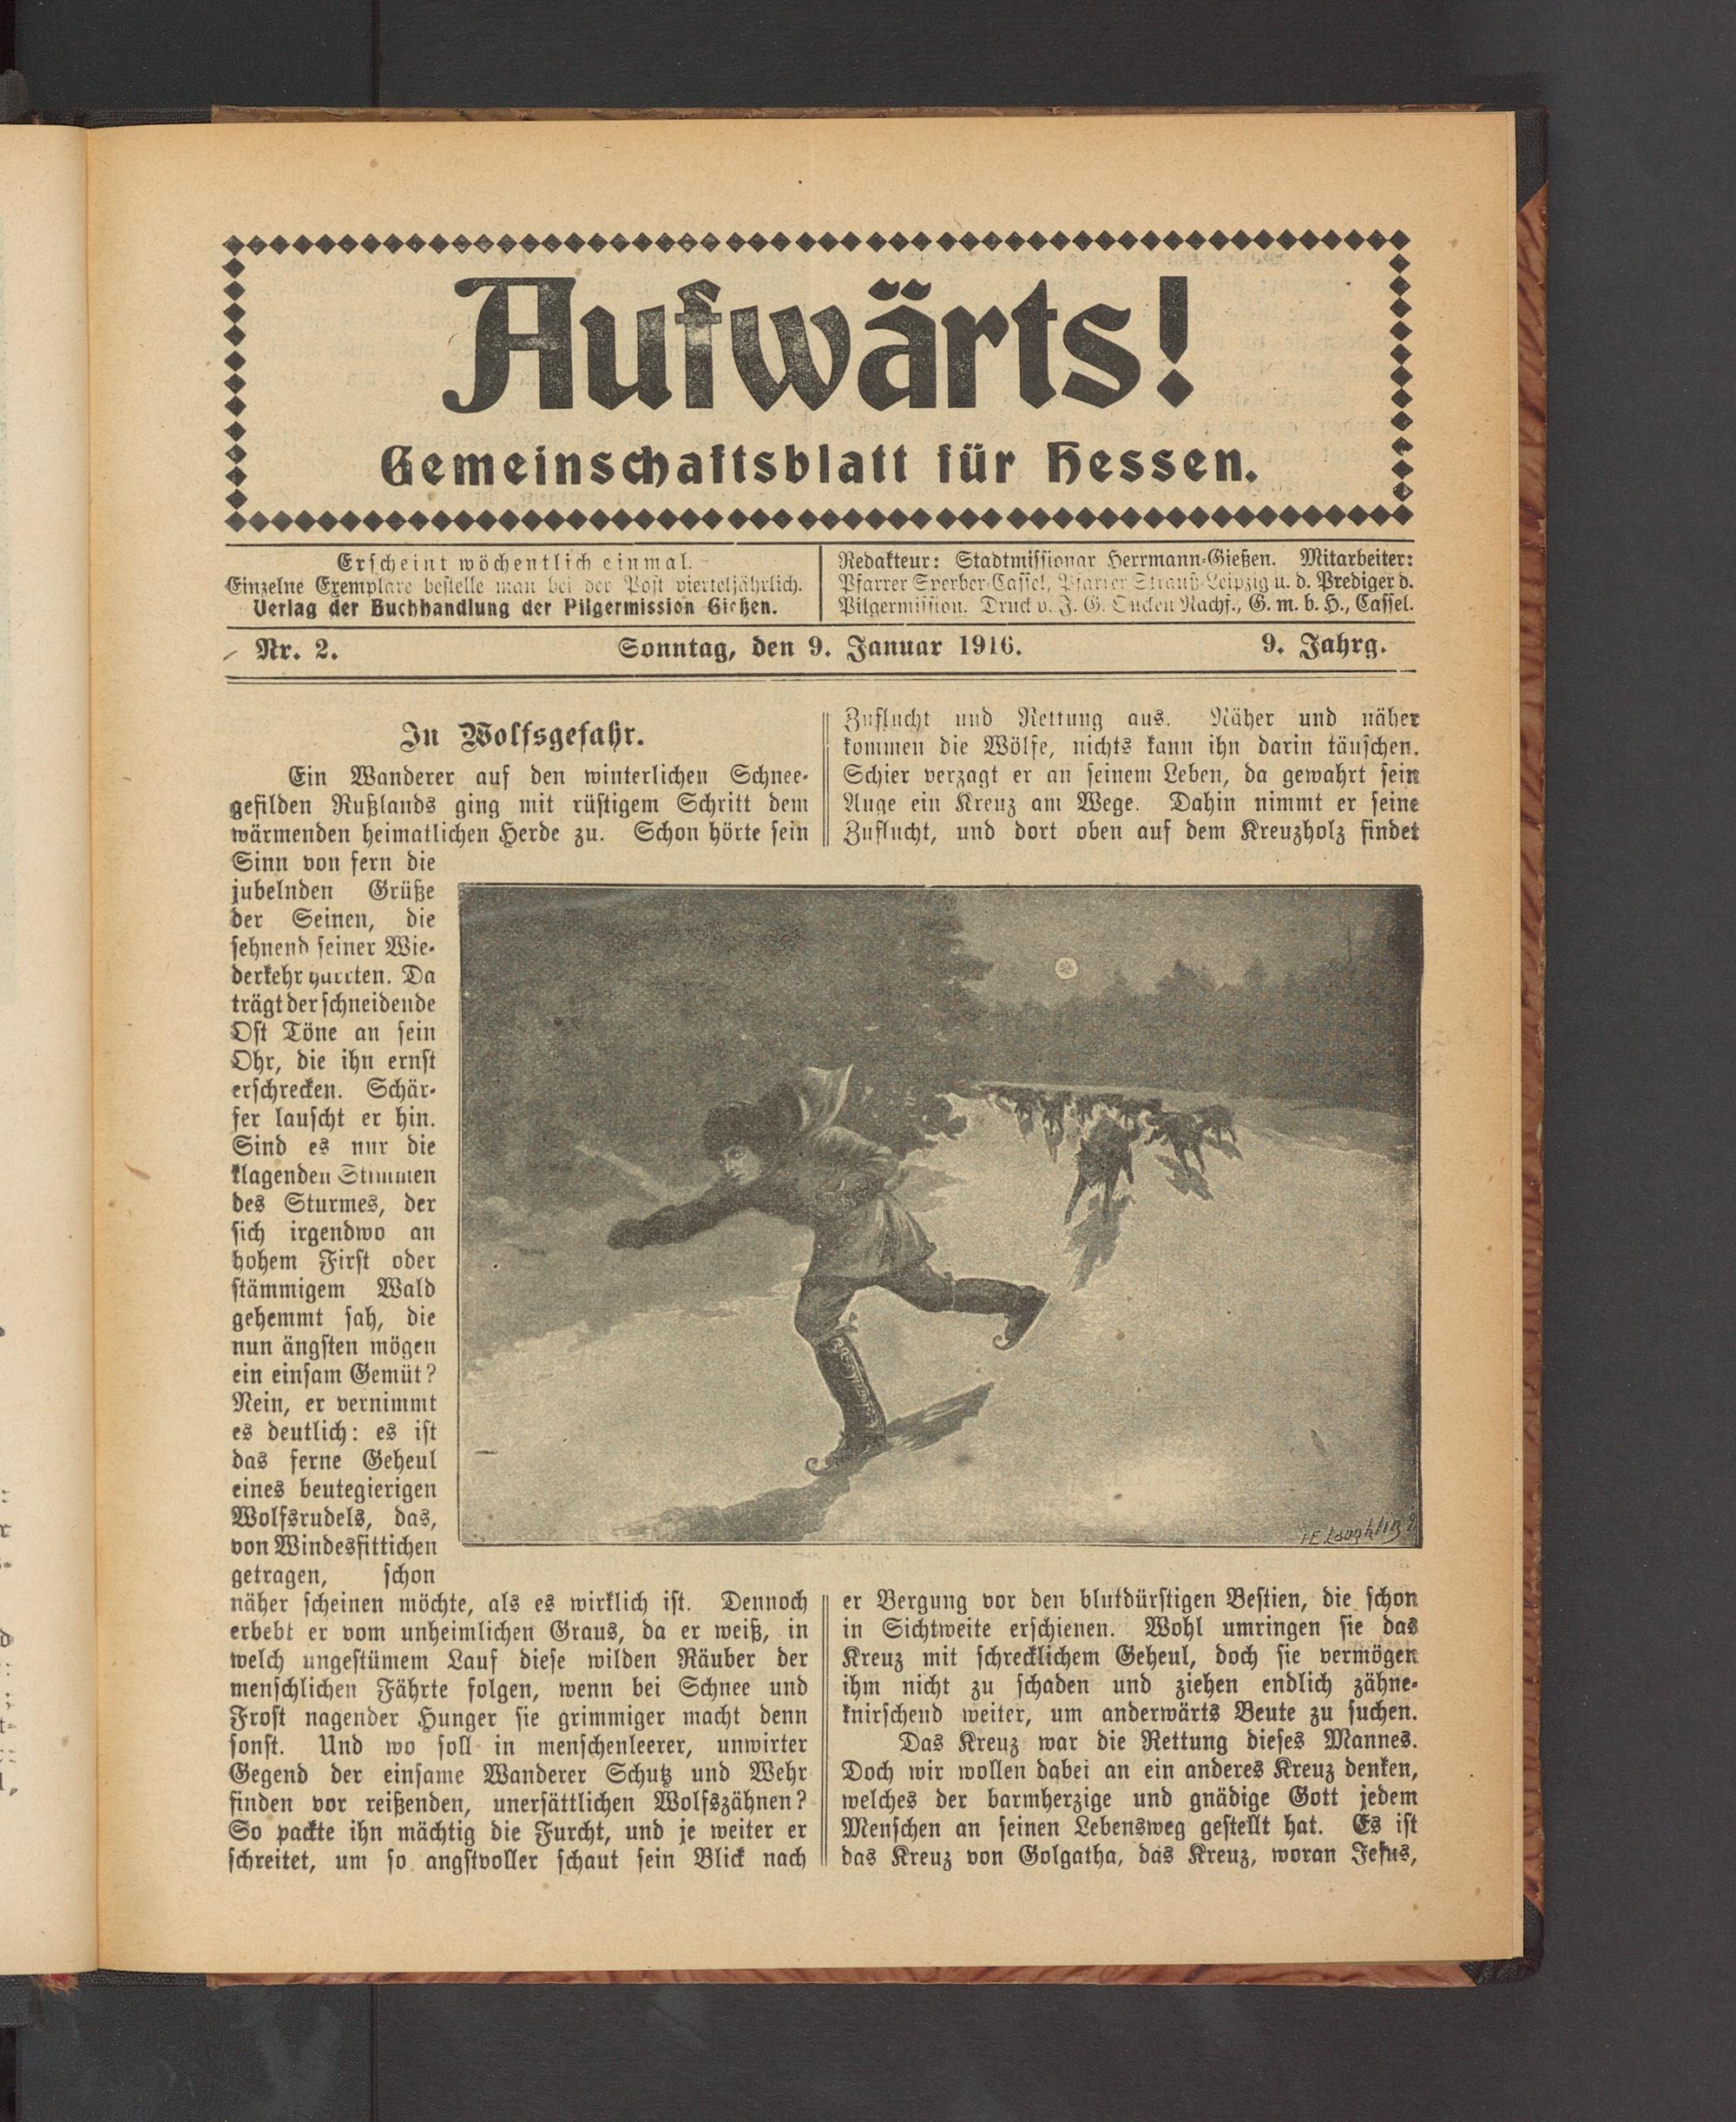 Aufwärts!
Gemeinschaftsblatt für Hessen.
Erscheint wöchentlich einmal.
Einzelne Exemplare bestelle man bei der Post vierteljährlich.
Verlag der Buchhandlung der Pilgermission Gießen.
Redakteur: Stadtmissionar Herrmann-Gießen. Mitarbeiter:
Pfarrer Sperber-Cassel, Pfarrer Strauß-Leipzig u. d. Prediger d.
Pilgermission. Druck v. J. G. Oncken Nachf., G. m. b. H., Cassel.
Nr. 2. Sonntag, den 9. Januar 1916. 9. Jahrg.
In Wolfsgefahr.
Ein Wanderer auf den winterlichen Schnee-
gefilden Rußlands ging mit rüstigem Schritt dem
wärmenden heimatlichen Herde zu. Schon hörte sein
Sinn von fern die
jubelnden Grüße
der Seinen, die
sehnend seiner Wie-
derkehr harrten. Da
trägt der schneidende
Ost Töne an sein
Ohr, die ihn ernst
erschrecken. Schär-
fer lauscht er hin.
Sind es nur die
klagenden Stimmen
des Sturmes, der
sich irgendwo an
hohem First oder
stämmigem Wald
gehemmt sah, die
nun ängsten mögen
ein einsam Gemüt?
Nein, er vernimmt
es deutlich: es ist
das ferne Geheul
eines beutegierigen
Wolfsrudels, das,
von Windesfittichen
getragen, schon
näher scheinen möchte, als es wirklich ist. Dennoch
erbebt er vom unheimlichen Graus, da er weiß, in
welch ungestümem Lauf diese wilden Räuber der
menschlichen Fährte folgen, wenn bei Schnee und
Frost nagender Hunger sie grimmiger macht denn
sonst. Und wo soll in menschenleerer, unwirter
Gegend der einsame Wanderer Schutz und Wehr
finden vor reißenden, unersättlichen Wolfszähnen?
So packte ihn mächtig die Furcht, und je weiter er
schreitet, um so angstvoller schaut sein Blick nach
Zuflucht und Rettung aus. Näher und näher
kommen die Wölfe, nichts kann ihn darin täuschen.
Schier verzagt er an seinem Leben, da gewahrt sein
Auge ein Kreuz am Wege. Dahin nimmt er seine
Zuflucht, und dort oben auf dem Kreuzholz findet
er Bergung vor den blutdürstigen Bestien, die schon
in Sichtweite erschienen. Wohl umringen sie das
Kreuz mit schrecklichem Geheul, doch sie vermögen
ihm nicht zu schaden und ziehen endlich zähne-
knirschend weiter, um anderwärts Beute zu suchen.
Das Kreuz war die Rettung dieses Mannes.
Doch wir wollen dabei an ein anderes Kreuz denken,
welches der barmherzige und gnädige Gott jedem
Menschen an seinen Lebensweg gestellt hat. Es ist
das Kreuz von Golgatha, das Kreuz, woran Jesus,